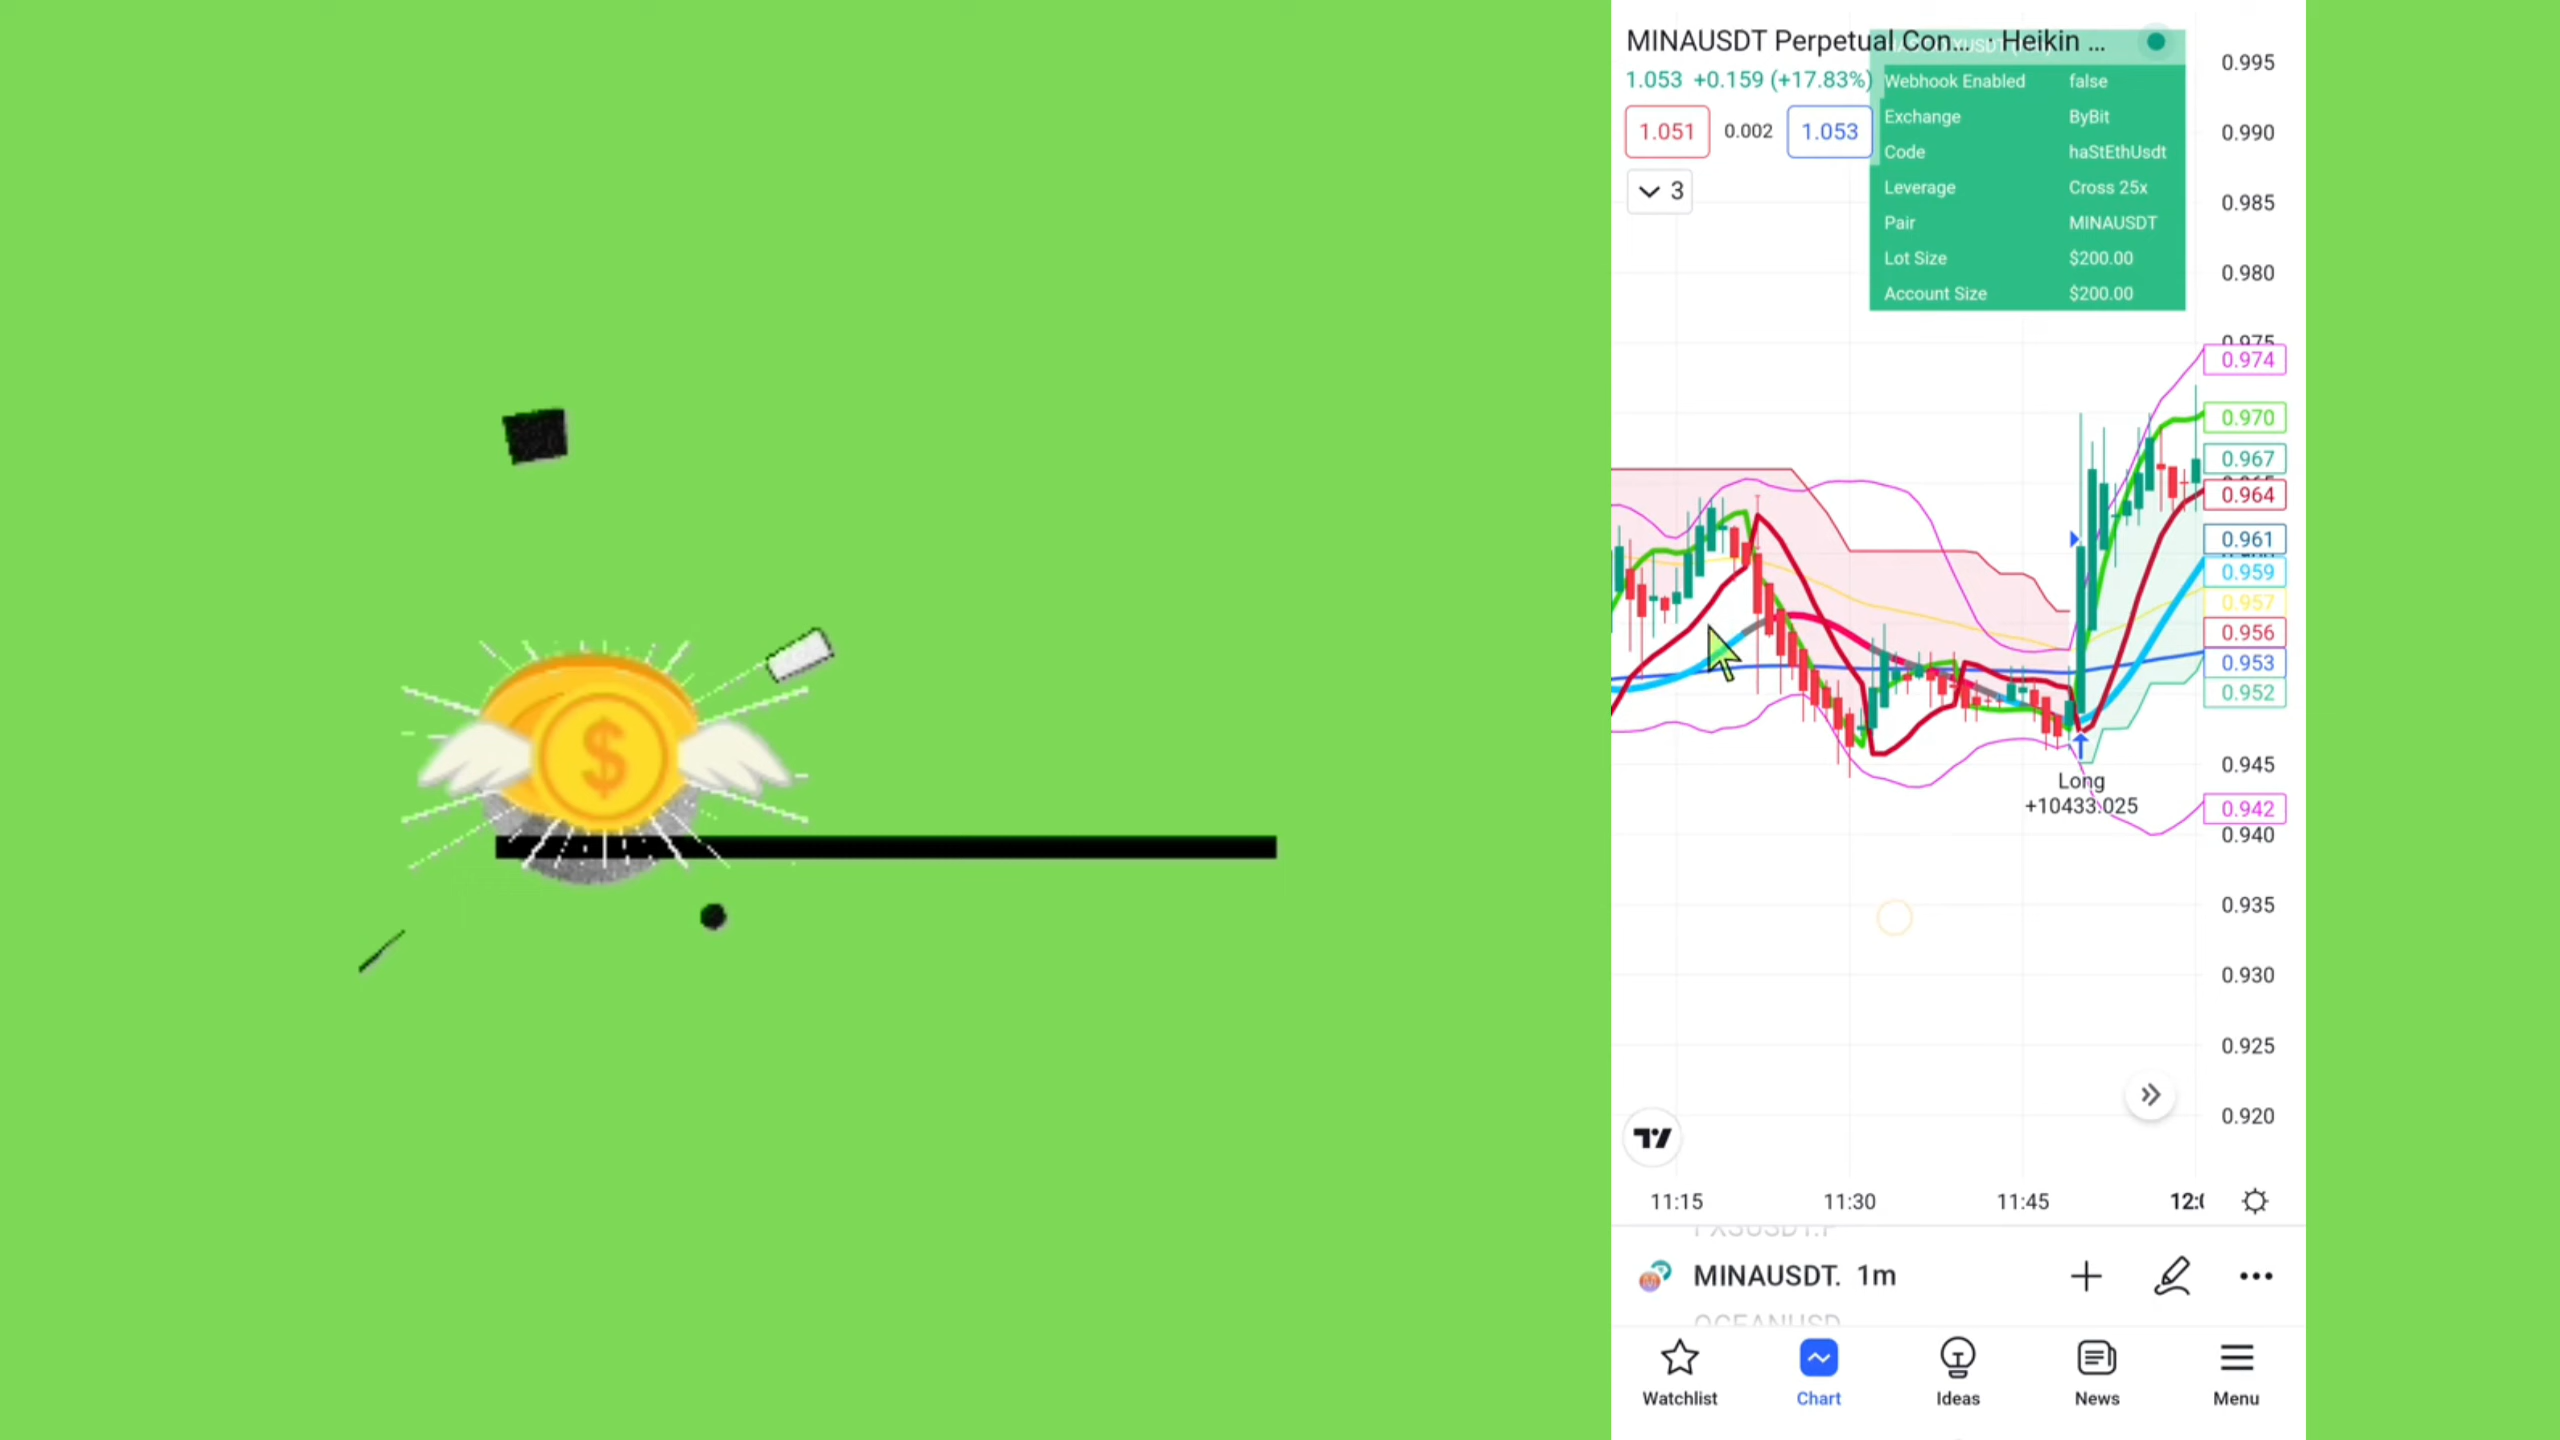 $
MINAUSDT Perpetual Con... · Heikin ...
1.053 +0.159 (+17.83%)
1.051 0.002 1.053
3
Webhook Enabled false
Exchange ByBit
Code haStEthUsdt
Leverage Cross 25x
Pair MINAUSDT
Lot Size $200.00
Account Size $200.00
0.995
0.990
0.985
0.980
0.975
0.974
0.970
0.967
0.964
0.961
0.959
0.957
0.956
0.953
0.952
0.945
0.942
0.940
0.935
0.930
0.925
0.920
Long
+10433.025
11:15 11:30 11:45 12:0
MINAUSDT. 1m
OCEANUSD
Watchlist Chart Ideas News Menu